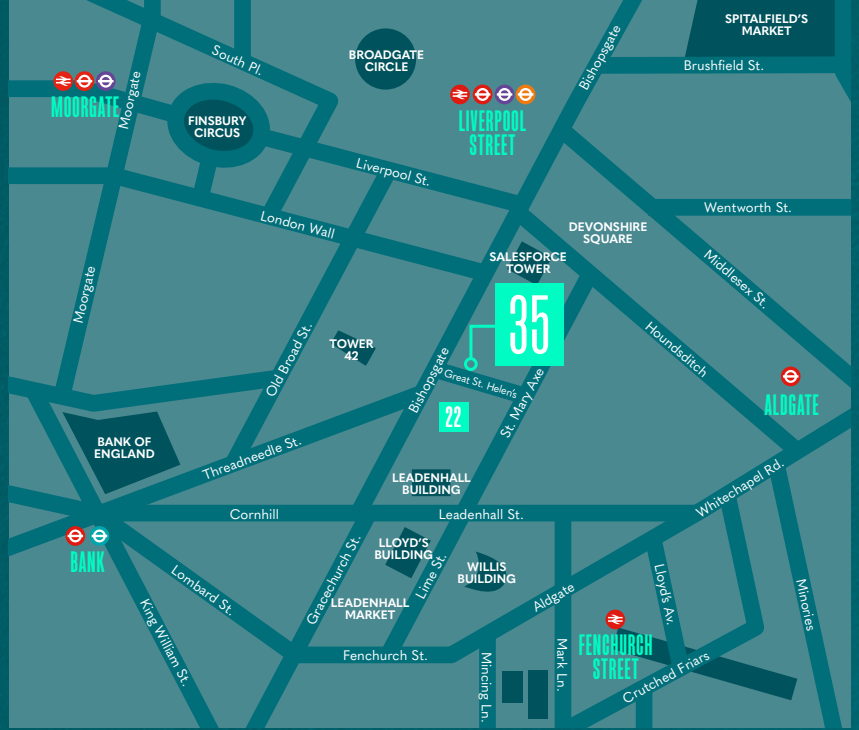 SPITALFIELD'S
MARKET
South Pl.
BROADGATE
CIRCLE
Bishopsgate
Brushfield St.
MOORGATE
Moorgate
FINSBURY
CIRCUS
LIVERPOOL
STREET
Liverpool St.
London Wall
Wentworth St.
DEVONSHIRE
SQUARE
SALESFORCE
TOWER
Middlesex St.
Moorgate
35
Old Broad St.
TOWER
42
Bishopsgate
Great St. Helen's
Houndsditch
St. Mary Axe
22
ALDGATE
BANK OF
ENGLAND
Threadneedle St.
LEADENHALL
BUILDING
Whitechapel Rd.
Cornhill
Leadenhall St.
BANK
LLOYD'S
BUILDING
WILLIS
BUILDING
Lombard St.
Gracechurch St.
LEADENHALL
MARKET
Lime St.
Aldgate
Lloyd's Av.
Minories
King William St.
Fenchurch St.
FENCHURCH
STREET
Mincing Ln.
Mark Ln.
Crutched Friars